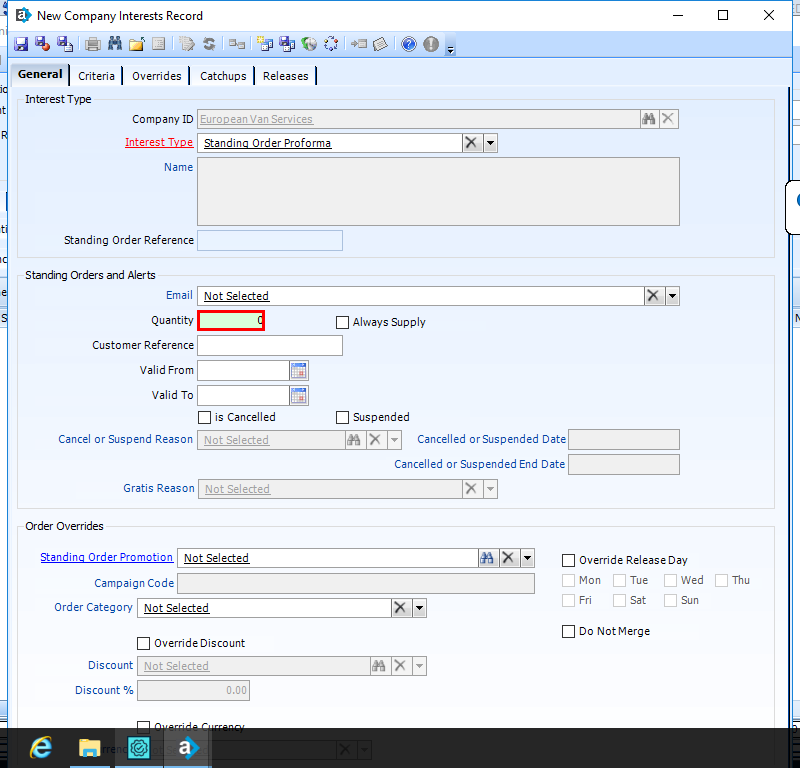 New Company Interests Record
General Criteria Overrides Catchups Releases
Interest Type
Company ID European Van Services
Interest Type Standing Order Proforma
Name
Standing Order Reference
Standing Orders and Alerts
Email Not Selected
Quantity 0 Always Supply
Customer Reference
Valid From
Valid To
is Cancelled Suspended
Cancel or Suspend Reason Not Selected Cancelled or Suspended Date
Cancelled or Suspended End Date
Gratis Reason Not Selected
Order Overrides
Standing Order Promotion Not Selected Override Release Day
Campaign Code Mon Tue Wed Thu
Order Category Not Selected Fri Sat Sun
Do Not Merge
Override Discount
Discount Not Selected
Discount % 0.00
Override Currency